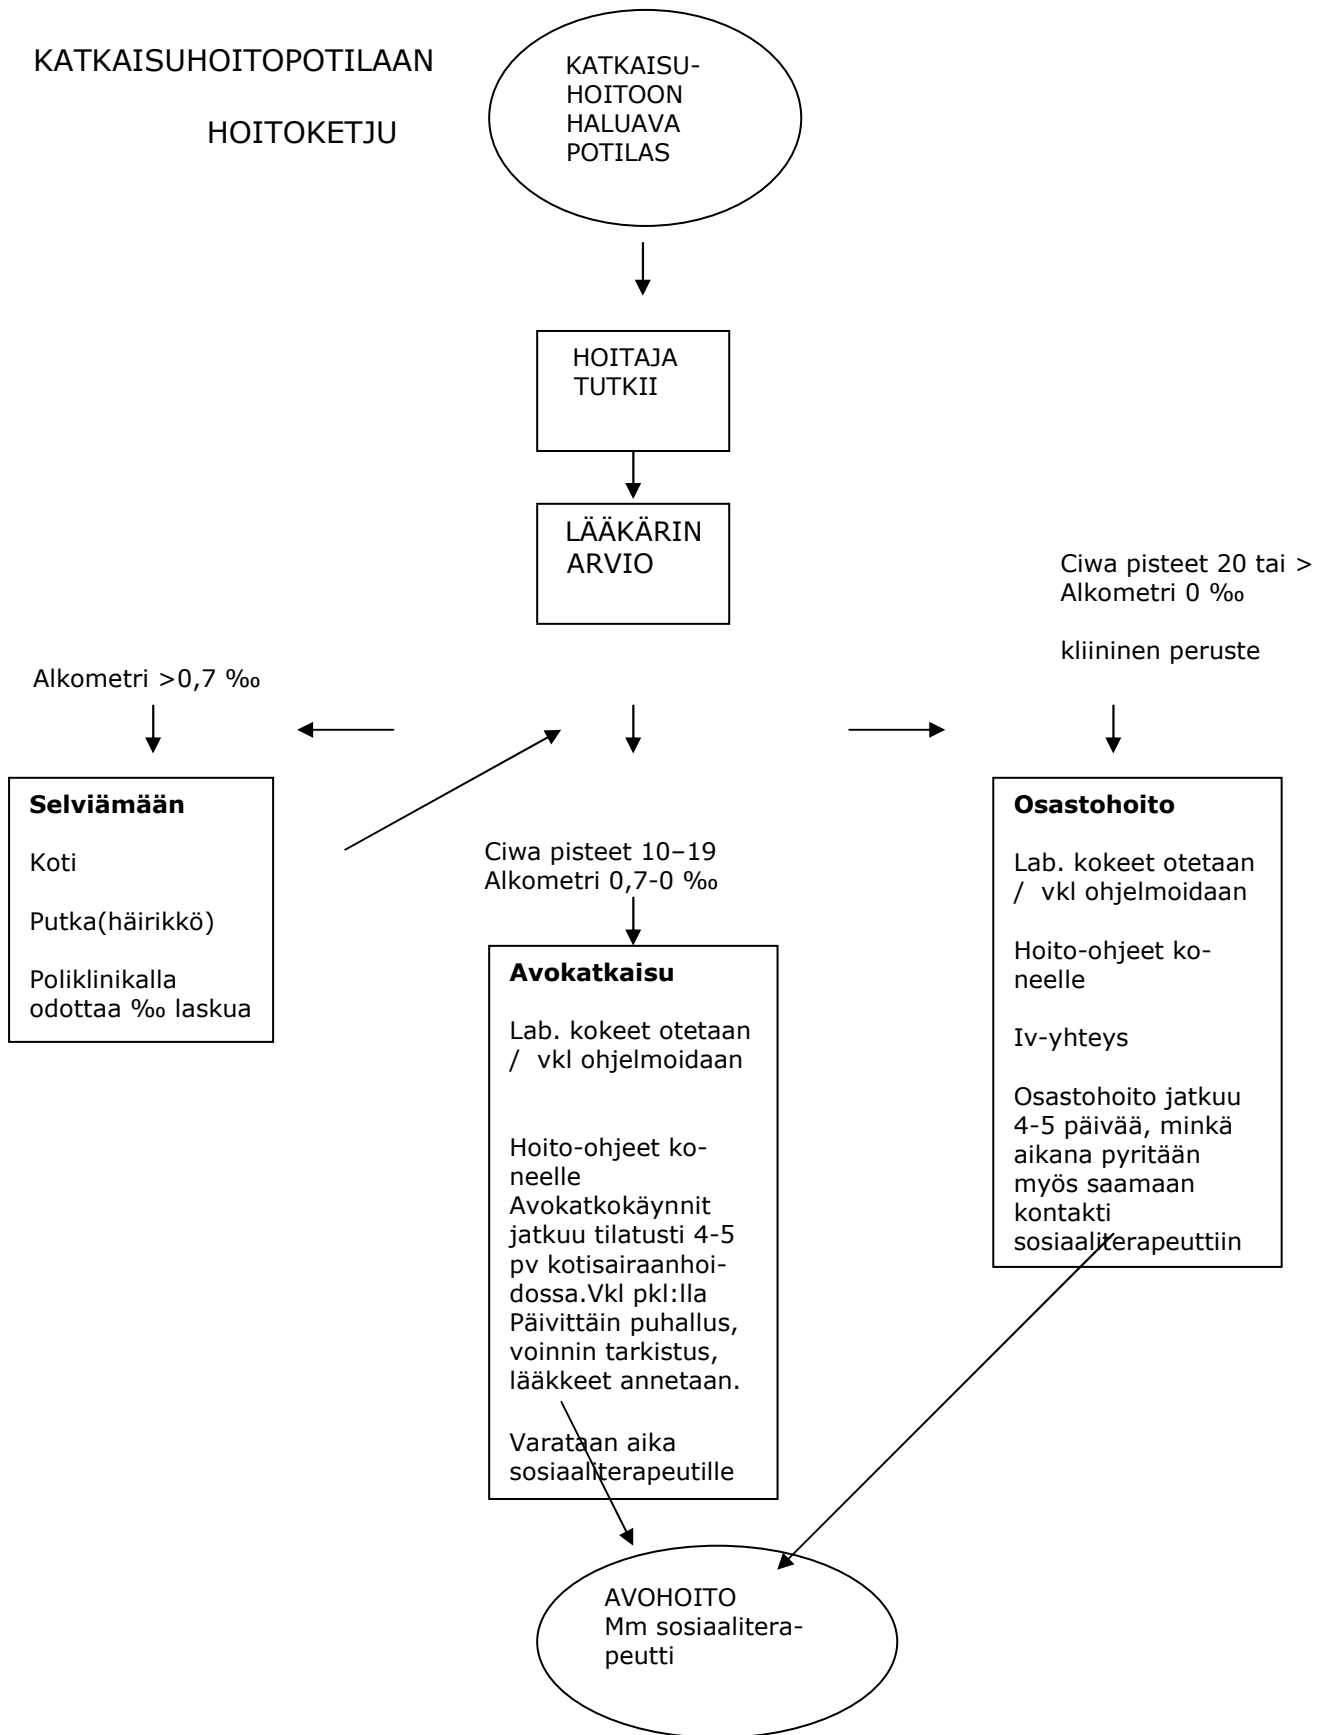 KATKAISUHOITOPOTILAAN
HOITOKETJU
KATKAISU-
HOITOON
HALUAVA
POTILAS
HOITAJA
TUTKII
LÄÄKÄRIN
ARVIO
Ciwa pisteet 20 tai >
Alkometri 0 ‰
kliininen peruste
Alkometri >0,7 ‰
Selviämään
Koti
Putka(häirikkö)
Poliklinikalla
odottaa ‰ laskua
Ciwa pisteet 10–19
Alkometri 0,7-0 ‰
Avokatkaisu
Lab. kokeet otetaan
/ vkl ohjelmoidaan
Hoito-ohjeet ko-
neelle
Avokatkokäynnit
jatkuu tilatusti 4-5
pv kotisairaanhoi-
dossa.Vkl pkl:lla
Päivittäin puhallus,
voinnin tarkistus,
lääkkeet annetaan.
Varataan aika
sosiaaliterapeutille
Osastohoito
Lab. kokeet otetaan
/ vkl ohjelmoidaan
Hoito-ohjeet ko-
neelle
Iv-yhteys
Osastohoito jatkuu
4-5 päivää, minkä
aikana pyritään
myös saamaan
kontakti
sosiaaliterapeuttiin
AVOHOITO
Mm sosiaalitera-
peutti